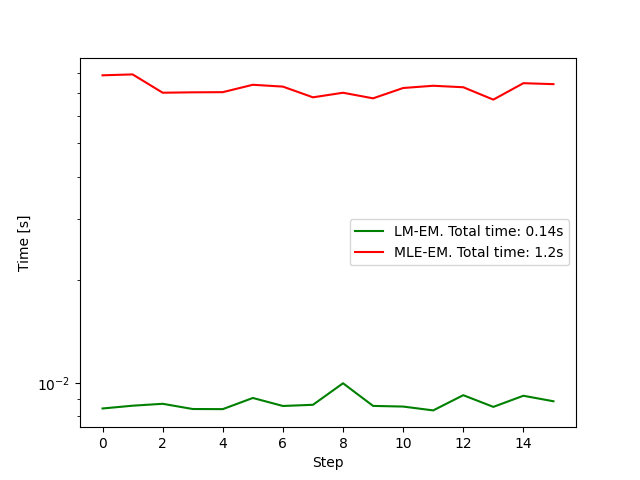 Time [s]
10⁻²
LM-EM. Total time: 0.14s
MLE-EM. Total time: 1.2s
0 2 4 6 8 10 12 14
Step